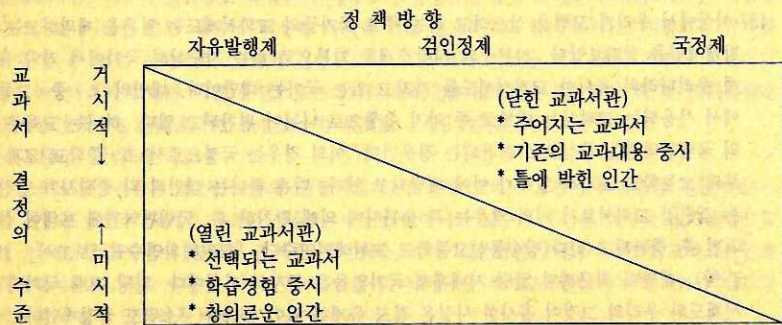 정 책 방 향
자유발행제 검인정제 국정제
교과서 결정의 수준
거시적 ↓ ↑ 미시적
(닫힌 교과서관)
* 주어지는 교과서
* 기존의 교과내용 중시
* 틀에 박힌 인간
(열린 교과서관)
* 선택되는 교과서
* 학습경험 중시
* 창의로운 인간